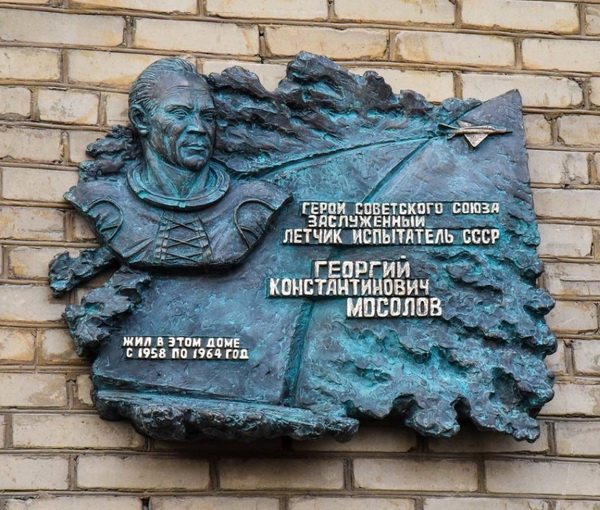 ГЕРОЙ СОВЕТСКОГО СОЮЗА
ЗАСЛУЖЕННЫЙ
ЛЕТЧИК ИСПЫТАТЕЛЬ СССР
ГЕОРГИЙ
КОНСТАНТИНОВИЧ
МОСОЛОВ
ЖИЛ В ЭТОМ ДОМЕ
С 1958 ПО 1964 ГОД